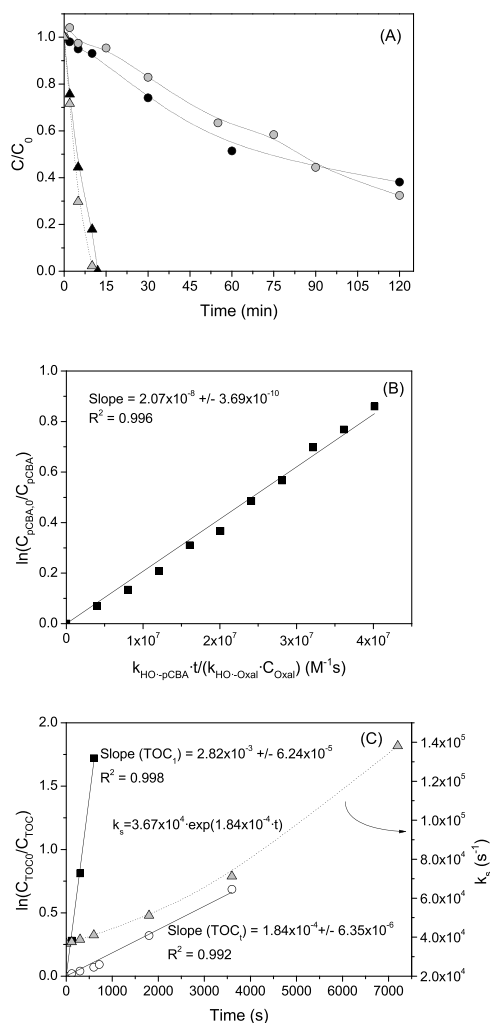 (A)
1.0
0.8
0.6
0.4
0.2
0.0
C/C0
0 15 30 45 60 75 90 105 120
Time (min)
(B)
Slope = 2.07x10-8 +/- 3.69x10-10
R2 = 0.996
1.0
0.8
0.6
0.4
0.2
0.0
ln(CpCBA,0/CpCBA)
0 1x107 2x107 3x107 4x107
kHO·-pCBA·t/(kHO·-Oxal·COxal) (M-1s)
(C)
Slope (TOC1) = 2.82x10-3 +/- 6.24x10-5
R2 = 0.998
ks=3.67x104·exp(1.84x10-4·t)
Slope (TOCt) = 1.84x10-4+/- 6.35x10-6
R2 = 0.992
2.0
1.5
1.0
0.5
0.0
ln(CTOC0/CTOC)
1.4x105
1.2x105
1.0x105
8.0x104
6.0x104
4.0x104
2.0x104
ks (s-1)
0 1000 2000 3000 4000 5000 6000 7000
Time (s)